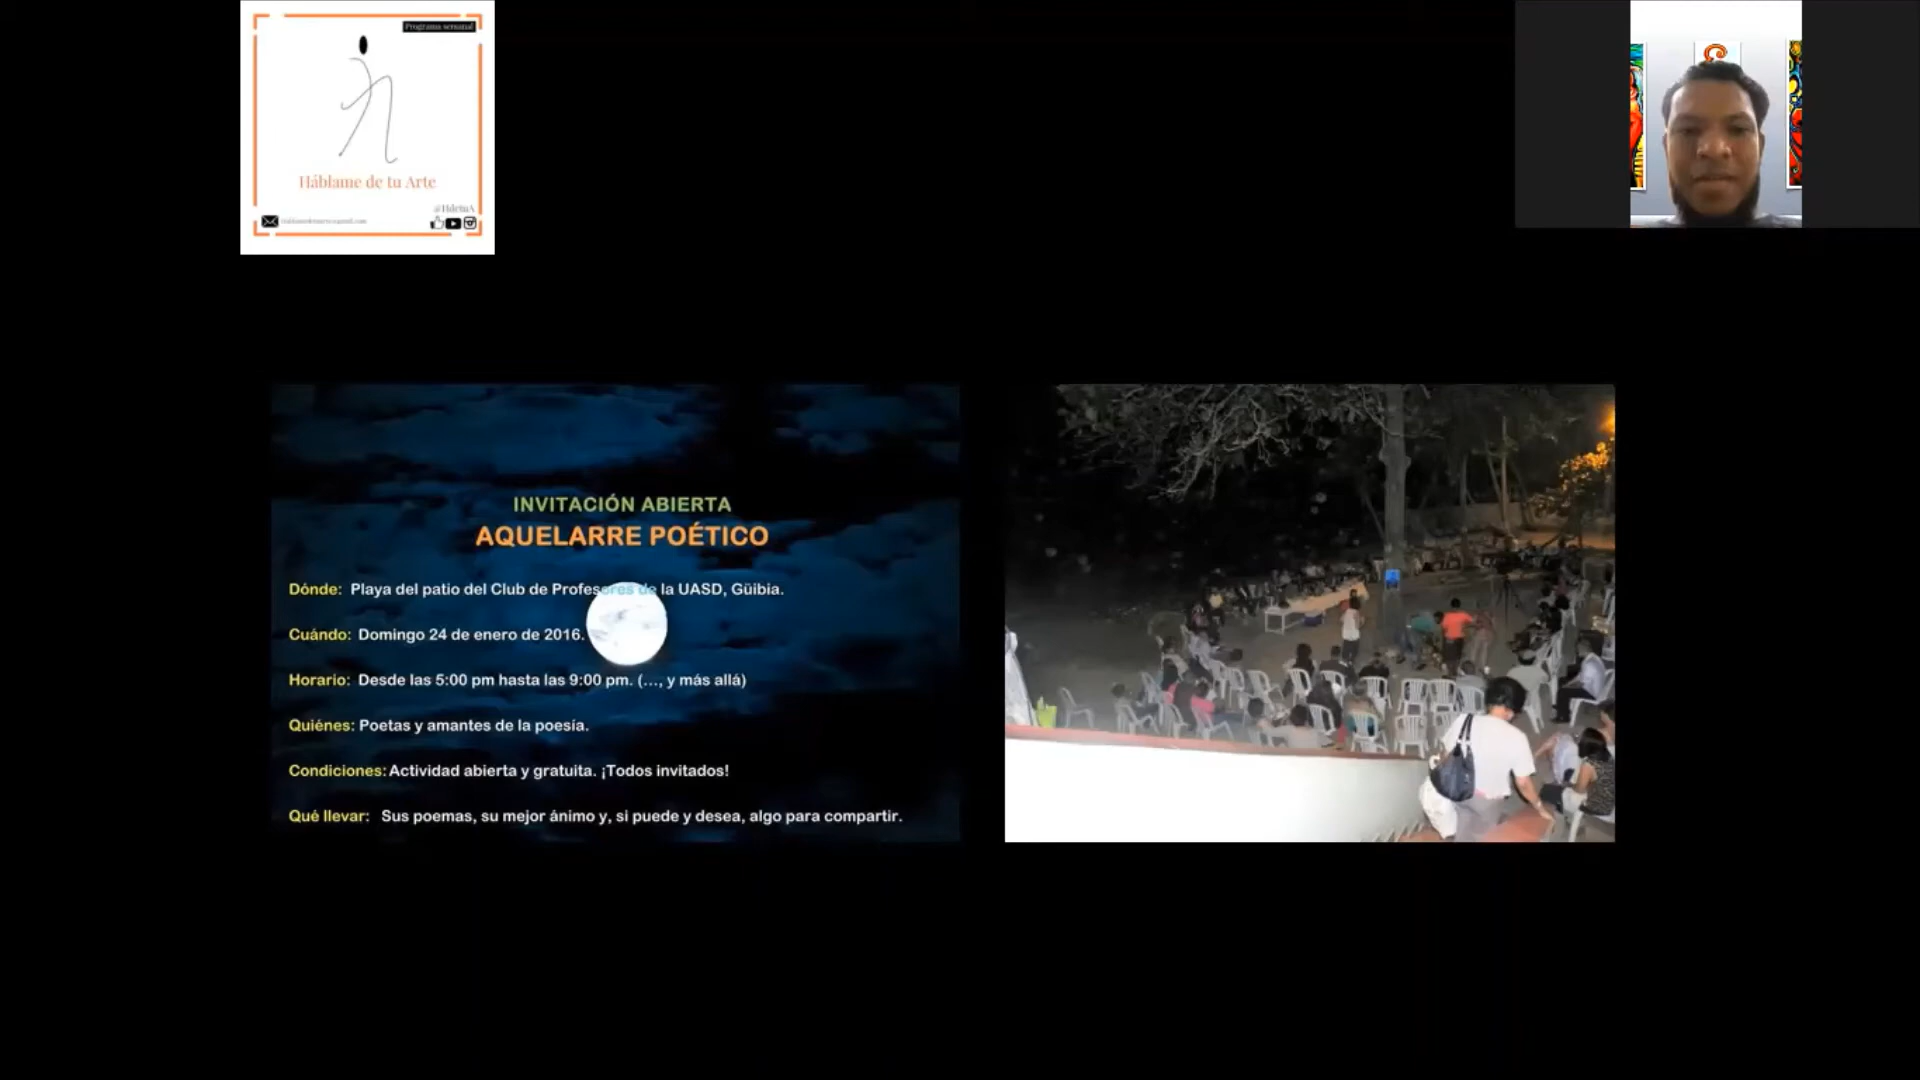 Programa semanal
Háblame de tu Arte
@HdetuA
INVITACIÓN ABIERTA
AQUELARRE POÉTICO
Dónde: Playa del patio del Club de Profesores de la UASD, Güibia.
Cuándo: Domingo 24 de enero de 2016.
Horario: Desde las 5:00 pm hasta las 9:00 pm. (..., y más allá)
Quiénes: Poetas y amantes de la poesía.
Condiciones: Actividad abierta y gratuita. ¡Todos invitados!
Qué llevar: Sus poemas, su mejor ánimo y, si puede y desea, algo para compartir.